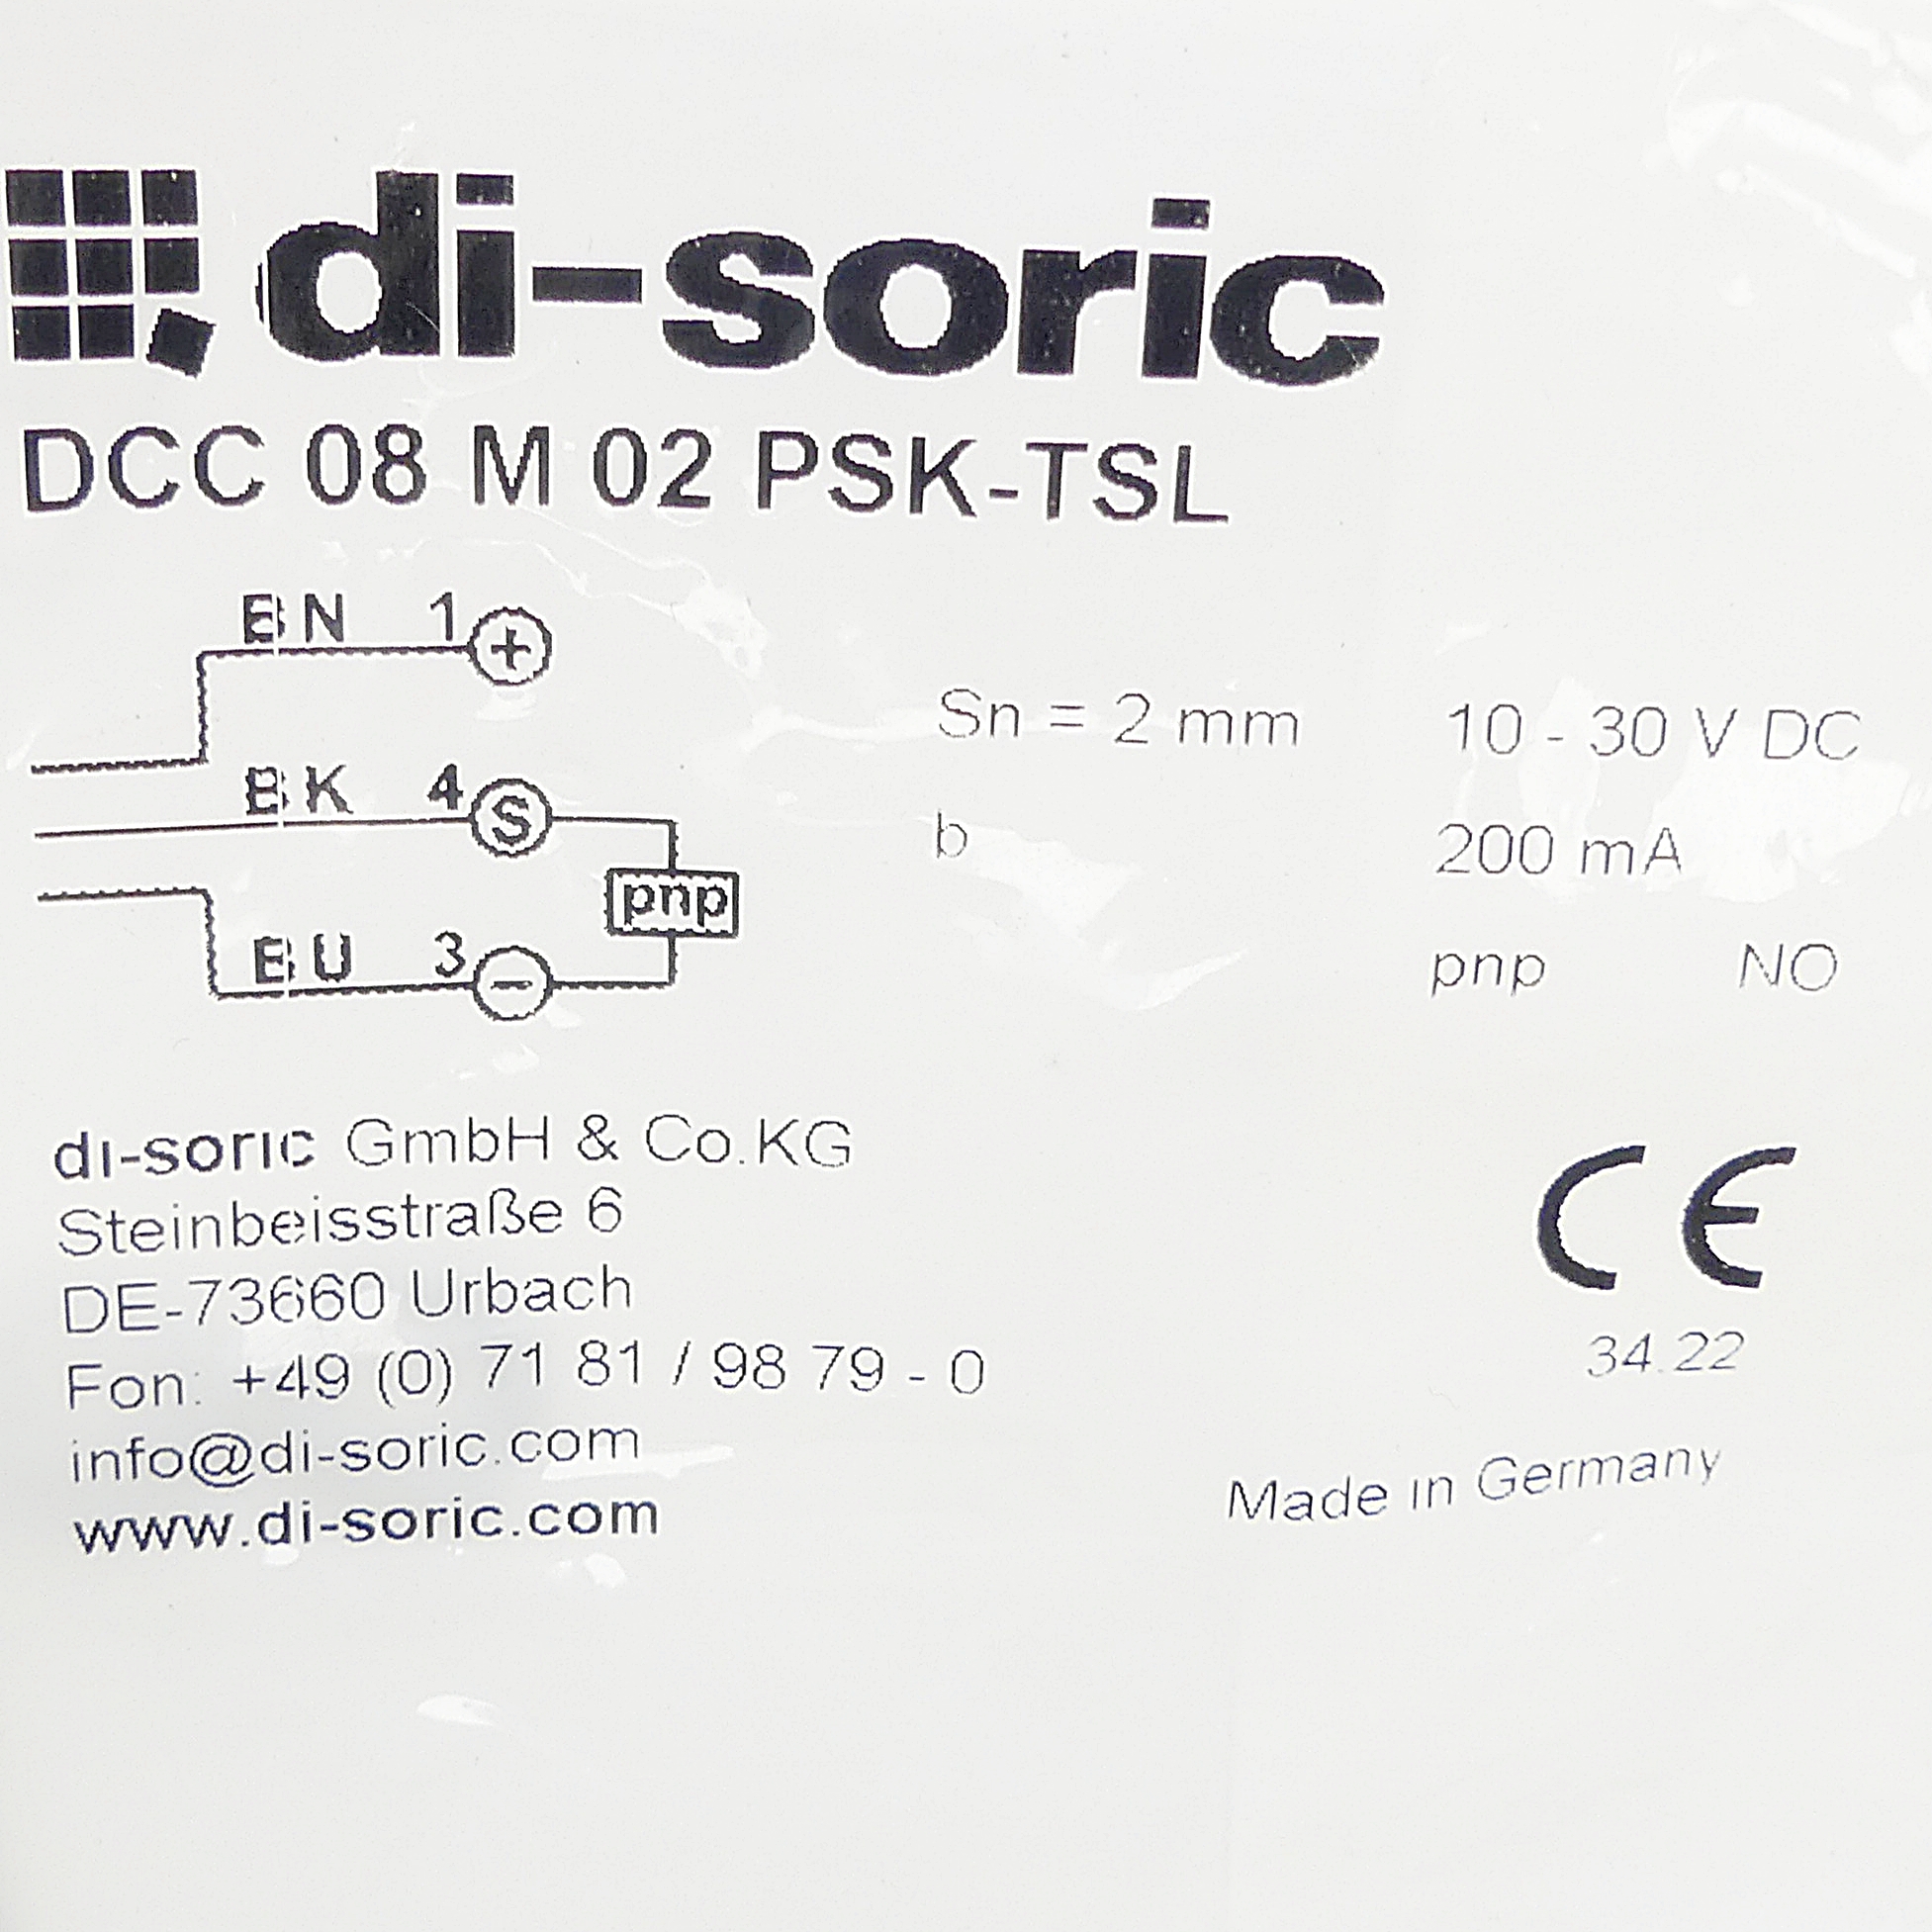 di-soric
DCC 08 M 02 PSK-TSL
BN 1 +
Sn = 2 mm 10 - 30 V DC
BK 4 S
b 200 mA
pnp
pnp NO
BU 3 -
di-soric GmbH & Co.KG
Steinbeisstraße 6
DE-73660 Urbach
Fon: +49 (0) 71 81 / 98 79 - 0
info@di-soric.com
www.di-soric.com
CE
34.22
Made in Germany